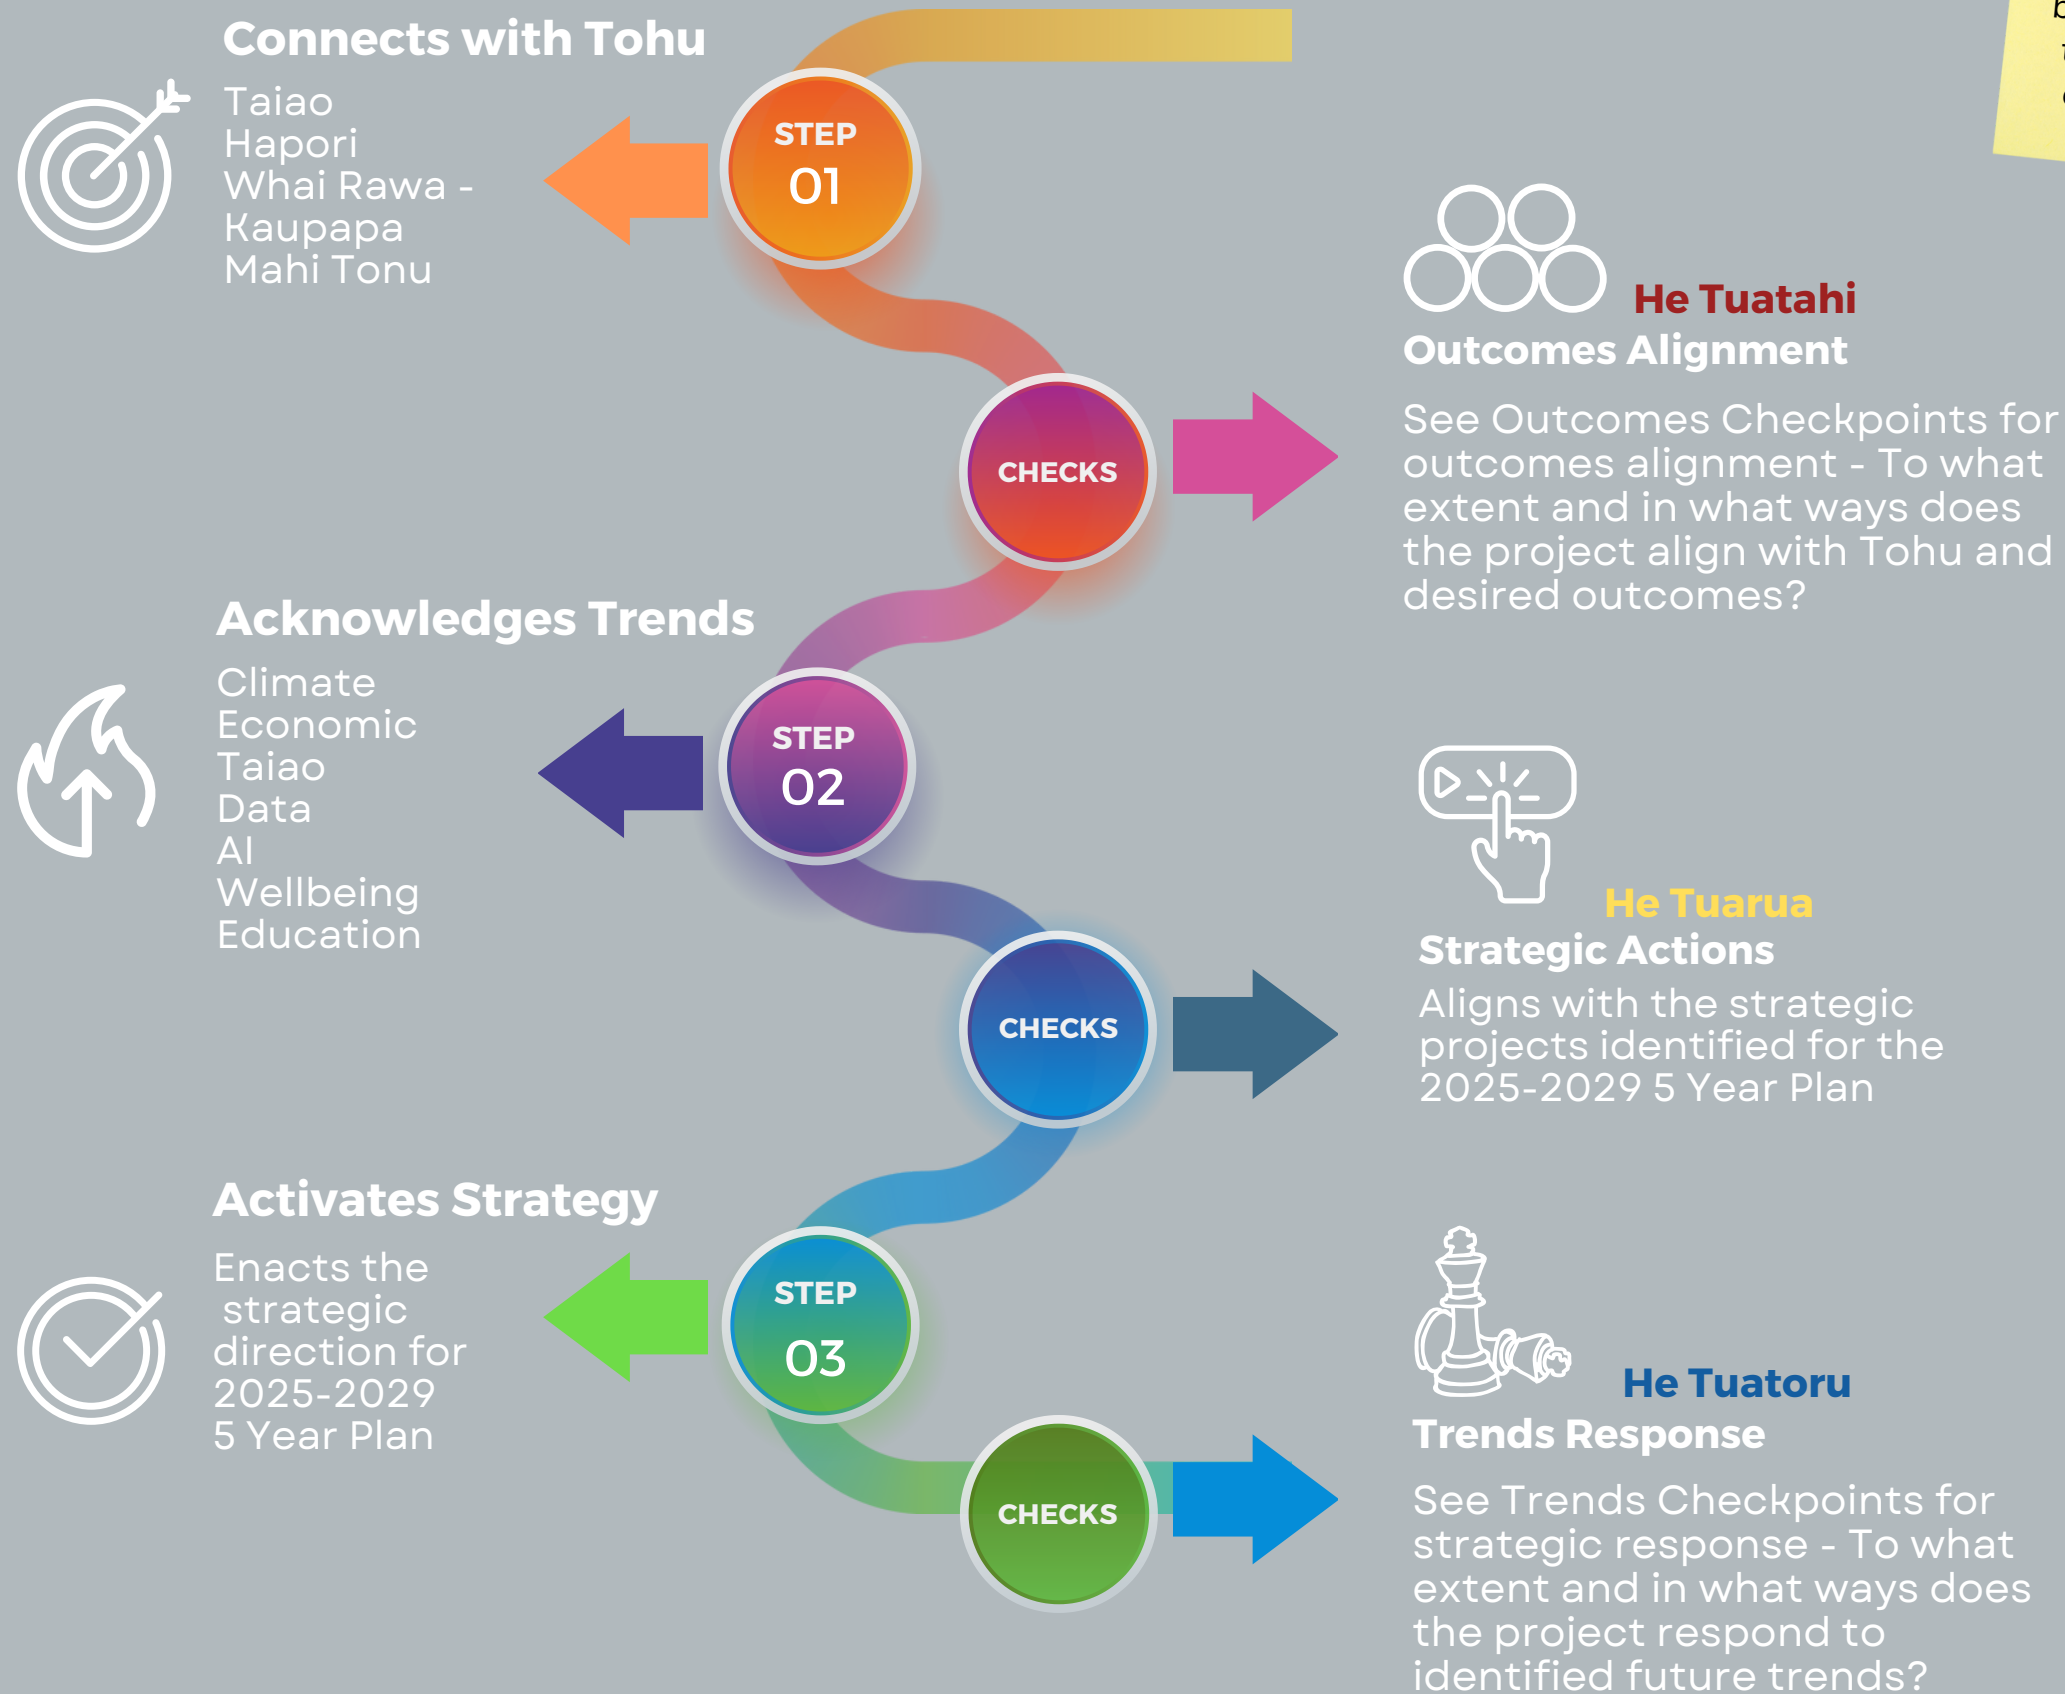 Connects with Tohu
Taiao
Hapori
Whai Rawa -
Kaupapa
Mahi Tonu
STEP
01
CHECKS
He Tuatahi
Outcomes Alignment
See Outcomes Checkpoints for
outcomes alignment - To what
extent and in what ways does
the project align with Tohu and
desired outcomes?
Acknowledges Trends
Climate
Economic
Taiao
Data
AI
Wellbeing
Education
STEP
02
CHECKS
He Tuarua
Strategic Actions
Aligns with the strategic
projects identified for the
2025-2029 5 Year Plan
Activates Strategy
Enacts the
strategic
direction for
2025-2029
5 Year Plan
STEP
03
CHECKS
He Tuatoru
Trends Response
See Trends Checkpoints for
strategic response - To what
extent and in what ways does
the project respond to
identified future trends?